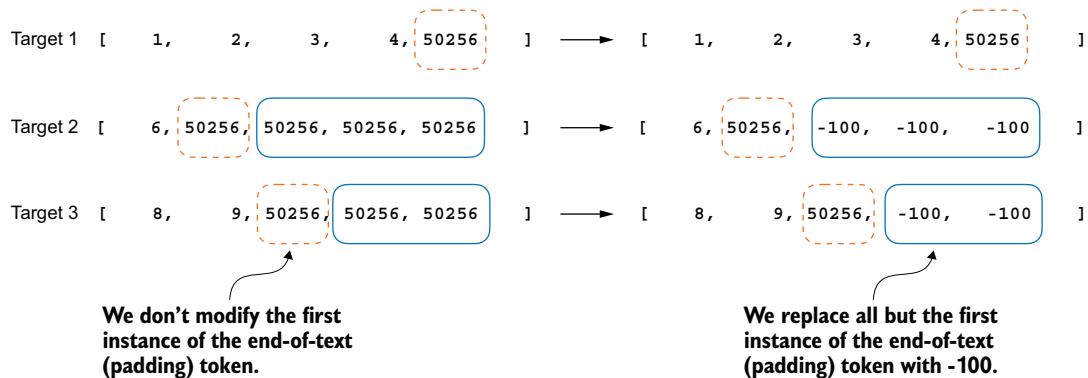 Target 1 [ 1, 2, 3, 4, 50256 ] [ 1, 2, 3, 4, 50256 ]
Target 2 [ 6, 50256, 50256, 50256, 50256 ] [ 6, 50256, -100, -100, -100 ]
Target 3 [ 8, 9, 50256, 50256, 50256 ] [ 8, 9, 50256, -100, -100 ]
We don't modify the first
instance of the end-of-text
(padding) token.
We replace all but the first
instance of the end-of-text
(padding) token with -100.